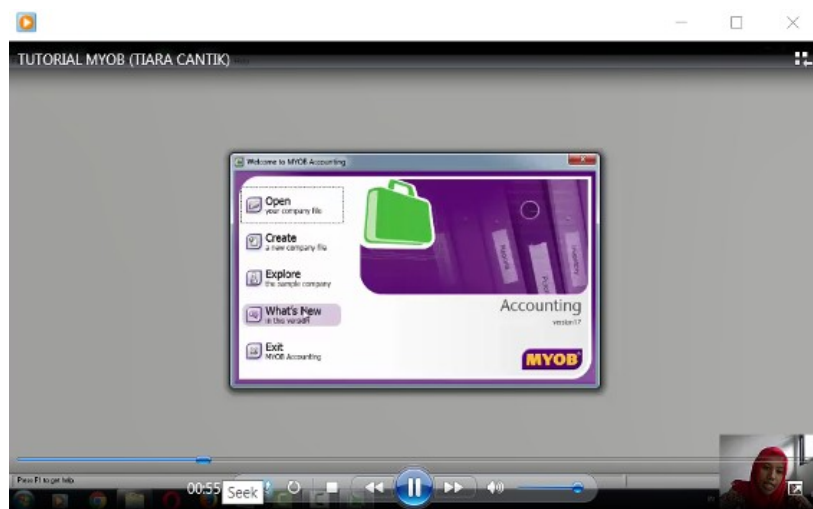 TUTORIAL MYOB (TIARA CANTIK)
Welcome to MYOB Accounting
Open
your company file
Create
a new company file
Explore
the sample company
What's New
in this version
Exit
MYOB Accounting
Accounting
version17
MYOB
Press F1 to get help
00:55
Seek